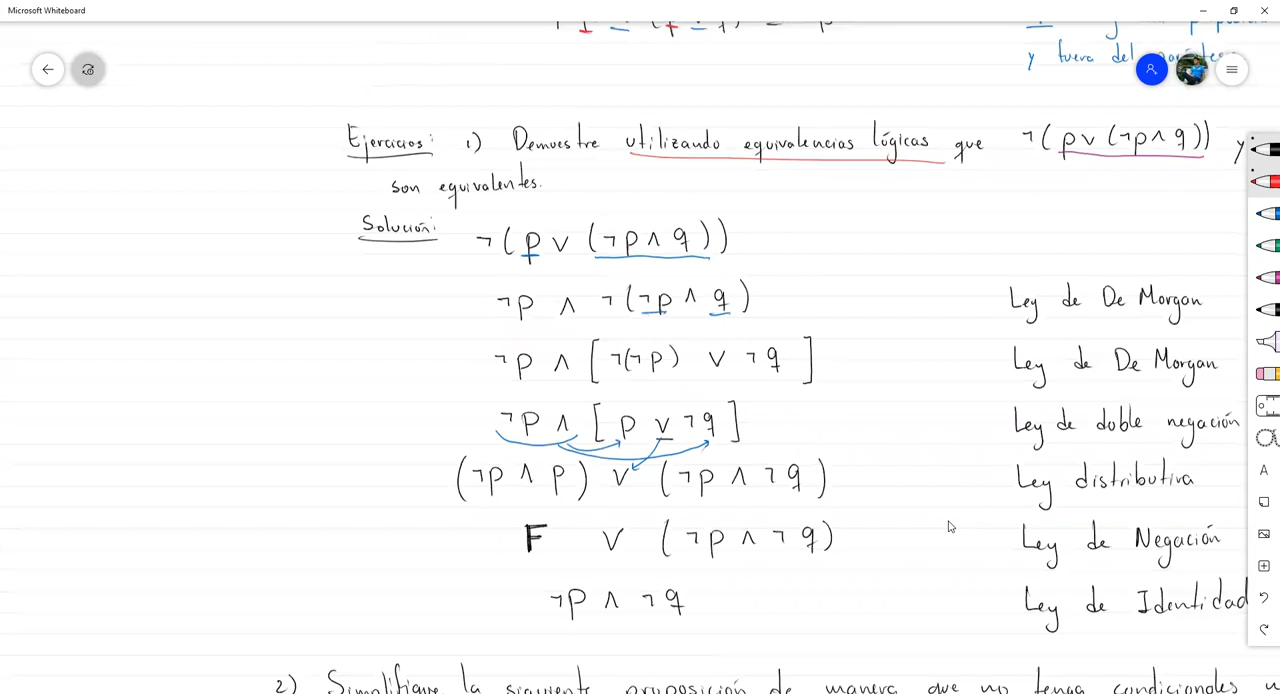 Microsoft Whiteboard
y fuera del
Ejercicios: 1) Demuestre utilizando equivalencias lógicas que ¬(p∨(¬p∧q)) y
son equivalentes.
Solución: ¬(p∨(¬p∧q))
¬p ∧ ¬(¬p∧q) Ley de De Morgan
¬p ∧ [¬(¬p) ∨ ¬q] Ley de De Morgan
¬p ∧ [p ∨ ¬q] Ley de doble negación
(¬p ∧ p) ∨ (¬p ∧ ¬q) Ley distributiva
F ∨ (¬p ∧ ¬q) Ley de Negación
¬p ∧ ¬q Ley de Identidad
A
2) Simplifique la siguiente proposición de manera que no tenga condicionales